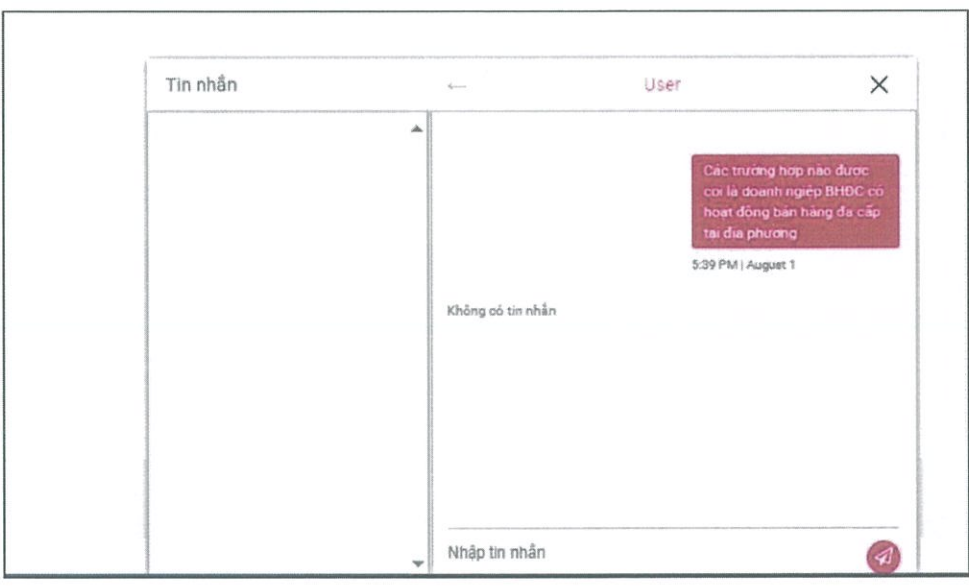 Tin nhắn
← User ×
Các trường hợp nào được
coi là doanh ngiệp BHĐC có
hoạt động bán hàng đa cấp
tại địa phương
5:39 PM | August 1
Không có tin nhắn
Nhập tin nhắn